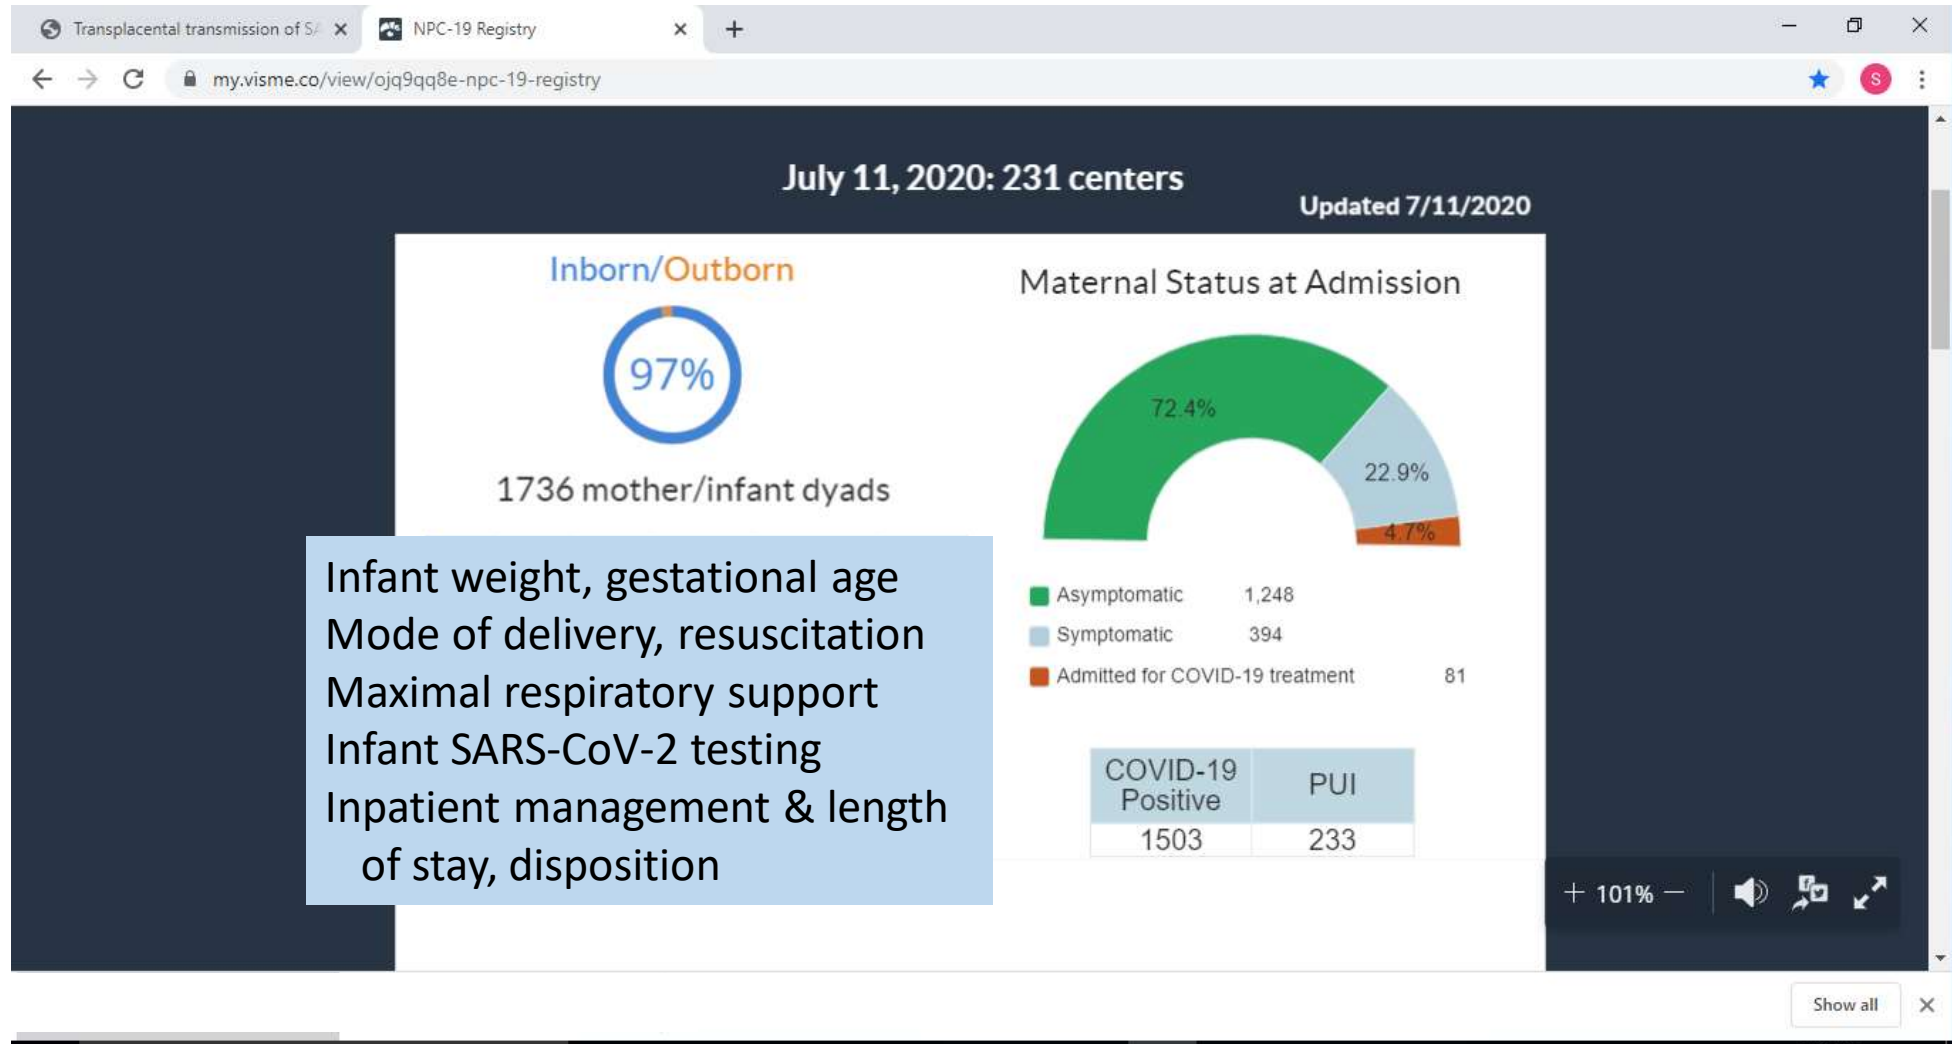 Transplacental transmission of SA
NPC-19 Registry
my.visme.co/view/ojq9qq8e-npc-19-registry
S
July 11, 2020: 231 centers
Updated 7/11/2020
Inborn/Outborn
97%
1736 mother/infant dyads
Infant weight, gestational age
Mode of delivery, resuscitation
Maximal respiratory support
Infant SARS-CoV-2 testing
Inpatient management & length
of stay, disposition
Maternal Status at Admission
72.4%
22.9%
4.7%
Asymptomatic 1,248
Symptomatic 394
Admitted for COVID-19 treatment 81
COVID-19 Positive PUI
1503 233
+ 101% −
Show all